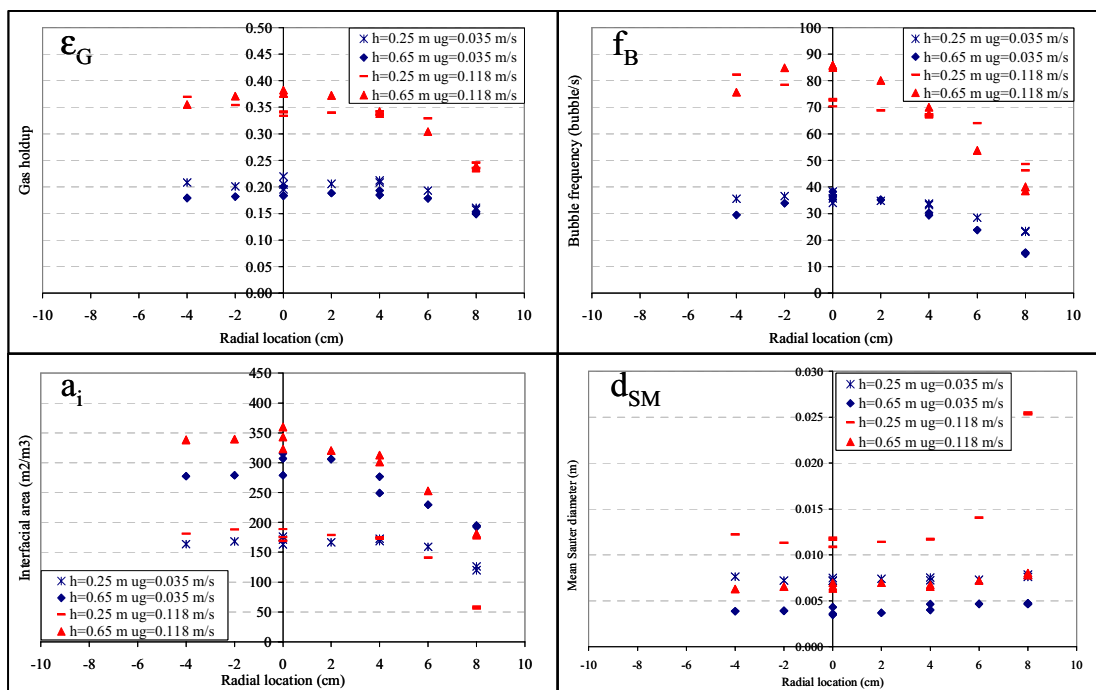 ε_G
Gas holdup
0.50
0.45
0.40
0.35
0.30
0.25
0.20
0.15
0.10
0.05
0.00
h=0.25 m ug=0.035 m/s
h=0.65 m ug=0.035 m/s
h=0.25 m ug=0.118 m/s
h=0.65 m ug=0.118 m/s
-10 -8 -6 -4 -2 0 2 4 6 8 10
Radial location (cm)
f_B
Bubble frequency (bubble/s)
100
90
80
70
60
50
40
30
20
10
0
h=0.25 m ug=0.035 m/s
h=0.65 m ug=0.035 m/s
h=0.25 m ug=0.118 m/s
h=0.65 m ug=0.118 m/s
-10 -8 -6 -4 -2 0 2 4 6 8 10
Radial location (cm)
a_i
Interfacial area (m2/m3)
450
400
350
300
250
200
150
100
50
0
h=0.25 m ug=0.035 m/s
h=0.65 m ug=0.035 m/s
h=0.25 m ug=0.118 m/s
h=0.65 m ug=0.118 m/s
-10 -8 -6 -4 -2 0 2 4 6 8 10
Radial location (cm)
d_SM
Mean Sauter diameter (m)
0.030
0.025
0.020
0.015
0.010
0.005
0.000
h=0.25 m ug=0.035 m/s
h=0.65 m ug=0.035 m/s
h=0.25 m ug=0.118 m/s
h=0.65 m ug=0.118 m/s
-10 -8 -6 -4 -2 0 2 4 6 8 10
Radial location (cm)